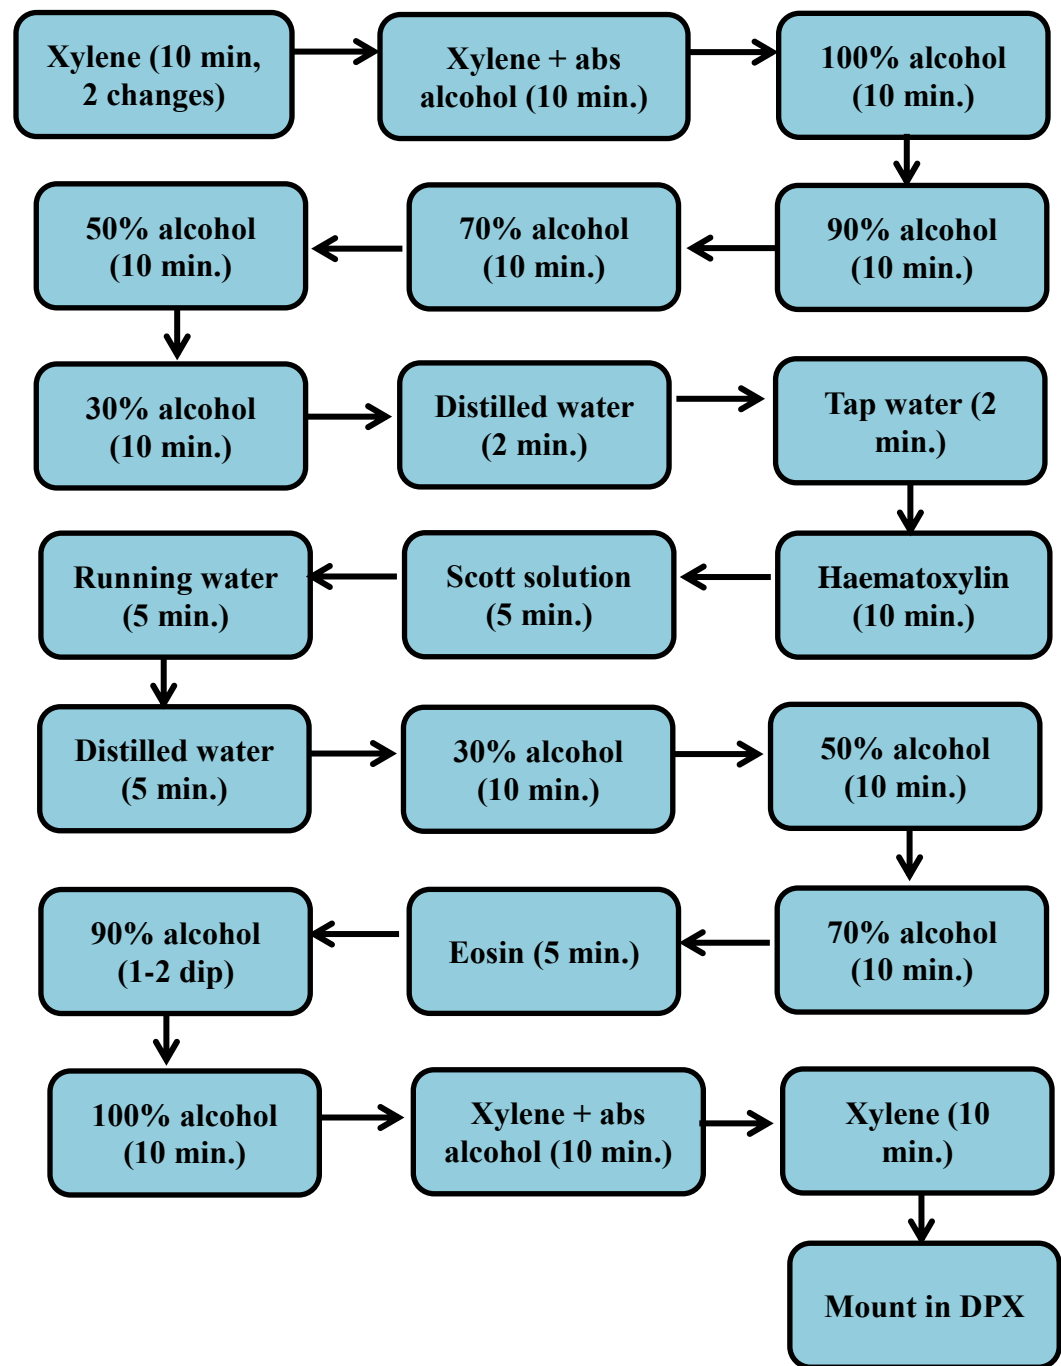 Xylene (10 min,
2 changes)
Xylene + abs
alcohol (10 min.)
100% alcohol
(10 min.)
90% alcohol
(10 min.)
70% alcohol
(10 min.)
50% alcohol
(10 min.)
30% alcohol
(10 min.)
Distilled water
(2 min.)
Tap water (2
min.)
Haematoxylin
(10 min.)
Scott solution
(5 min.)
Running water
(5 min.)
Distilled water
(5 min.)
30% alcohol
(10 min.)
50% alcohol
(10 min.)
70% alcohol
(10 min.)
Eosin (5 min.)
90% alcohol
(1-2 dip)
100% alcohol
(10 min.)
Xylene + abs
alcohol (10 min.)
Xylene (10
min.)
Mount in DPX